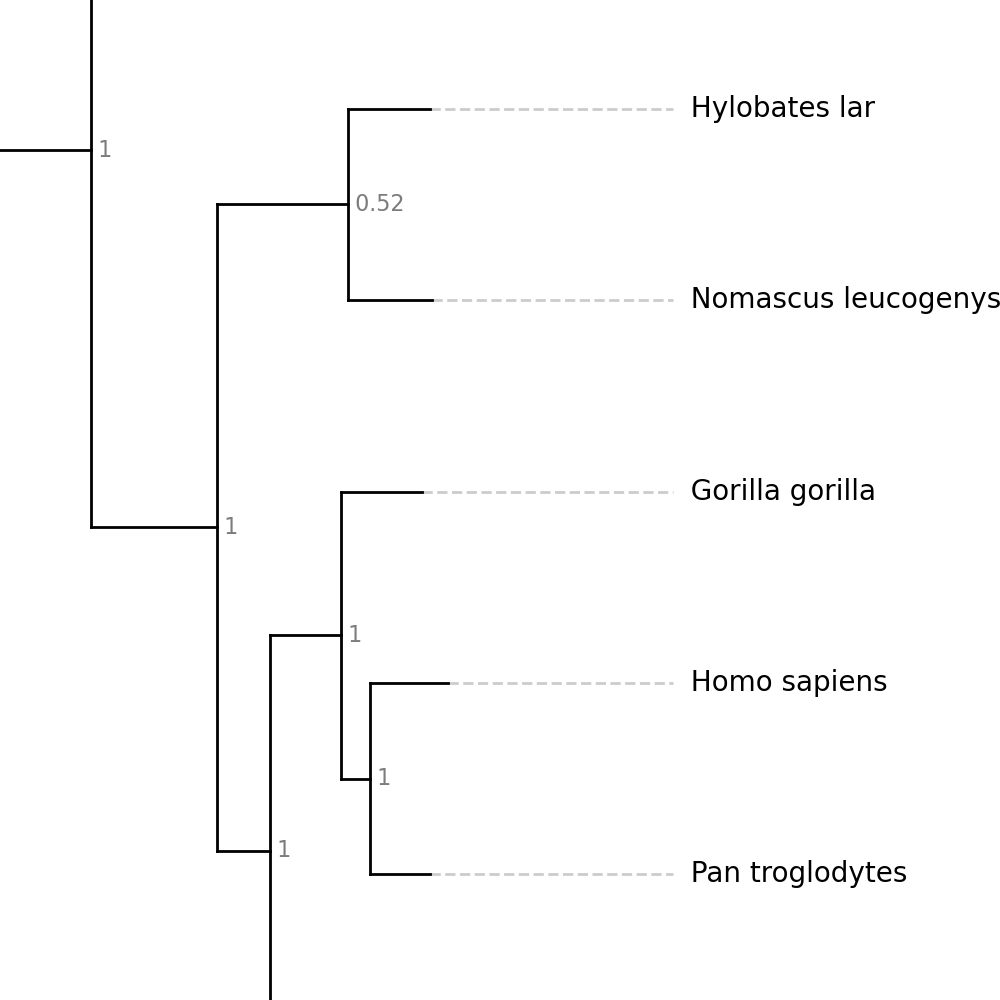 Hylobates lar
1
0.52
Nomascus leucogenys
Gorilla gorilla
1
1
Homo sapiens
1
1
Pan troglodytes